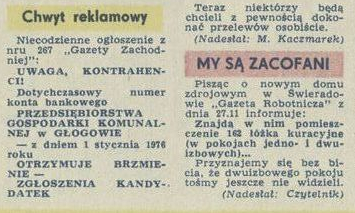 Chwyt reklamowy
Niecodzienne ogłoszenie z
nru 267 „Gazety Zachod-
niej":
UWAGA, KONTRAHEN-
CI!
Dotychczasowy numer
konta bankowego
PRZEDSIĘBIORSTWA
GOSPODARKI KOMUNAL-
NEJ w GŁOGOWIE
— z dniem 1 stycznia 1976
roku
OTRZYMUJE BRZMIE-
NIE —
ZGŁOSZENIA KANDY-
DATEK
Teraz niektórzy będą
chcieli z pewnością doko-
nać przelewów osobiście.
(Nadesłał: M. Kaczmarek)
MY SĄ ZACOFANI
Pisząc o nowym domu
zdrojowym w Świerado-
wie „Gazeta Robotnicza" z
dnia 27.11 informuje:
Znajdą w nim pomiesz-
czenie 162 łóżka kuracyjne
(w pokojach jedno- i dwu-
izbowych)...
Przyznajemy się bez bi-
cia, że dwuizbowego pokoju
tośmy jeszcze nie widzieli.
(Nadesłał: Czytelnik)